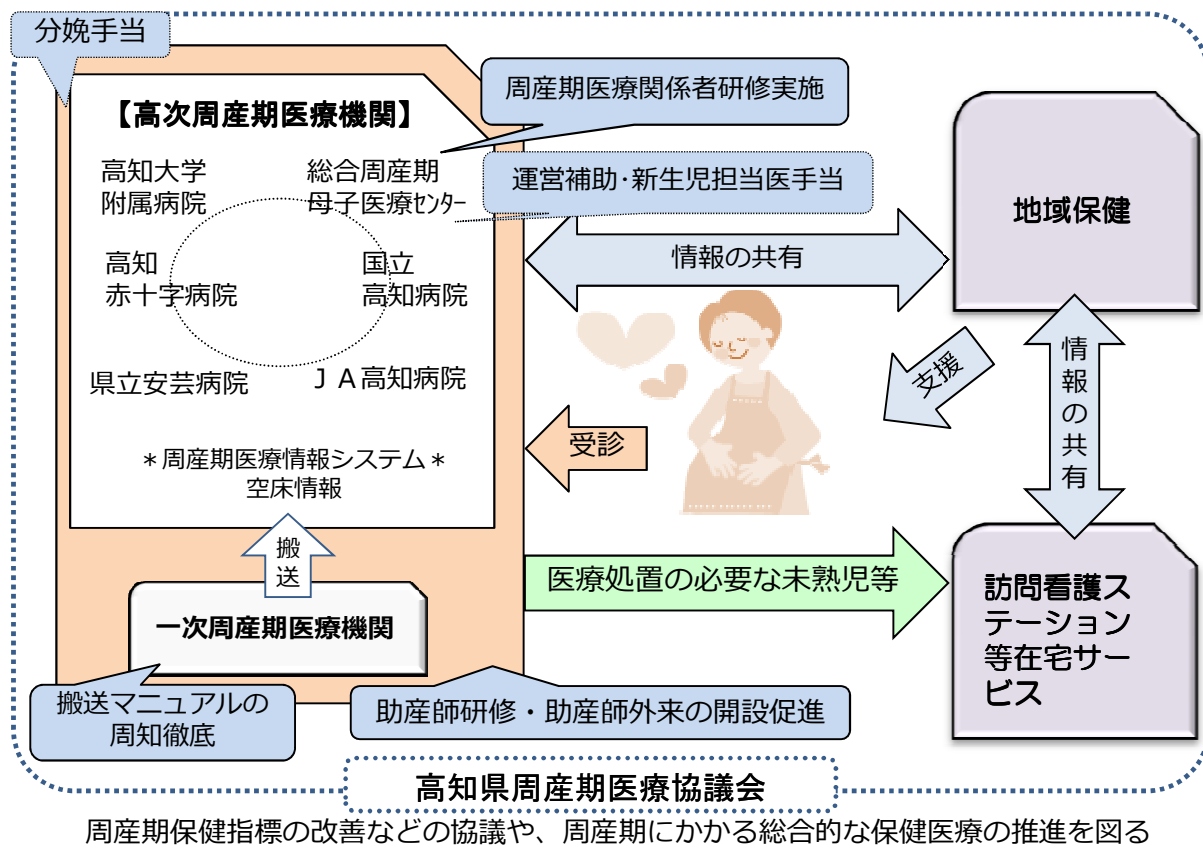 分娩手当
周産期医療関係者研修実施
【高次周産期医療機関】
高知大学
附属病院
総合周産期
母子医療ｾﾝﾀｰ
運営補助･新生児担当医手当
高知
赤十字病院
国立
高知病院
県立安芸病院
ＪＡ高知病院
＊周産期医療情報システム＊
空床情報
搬送
一次周産期医療機関
搬送マニュアルの
周知徹底
助産師研修・助産師外来の開設促進
情報の共有
地域保健
支援
受診
情報の共有
医療処置の必要な未熟児等
訪問看護ス
テーション
等在宅サー
ビス
高知県周産期医療協議会
周産期保健指標の改善などの協議や、周産期にかかる総合的な保健医療の推進を図る